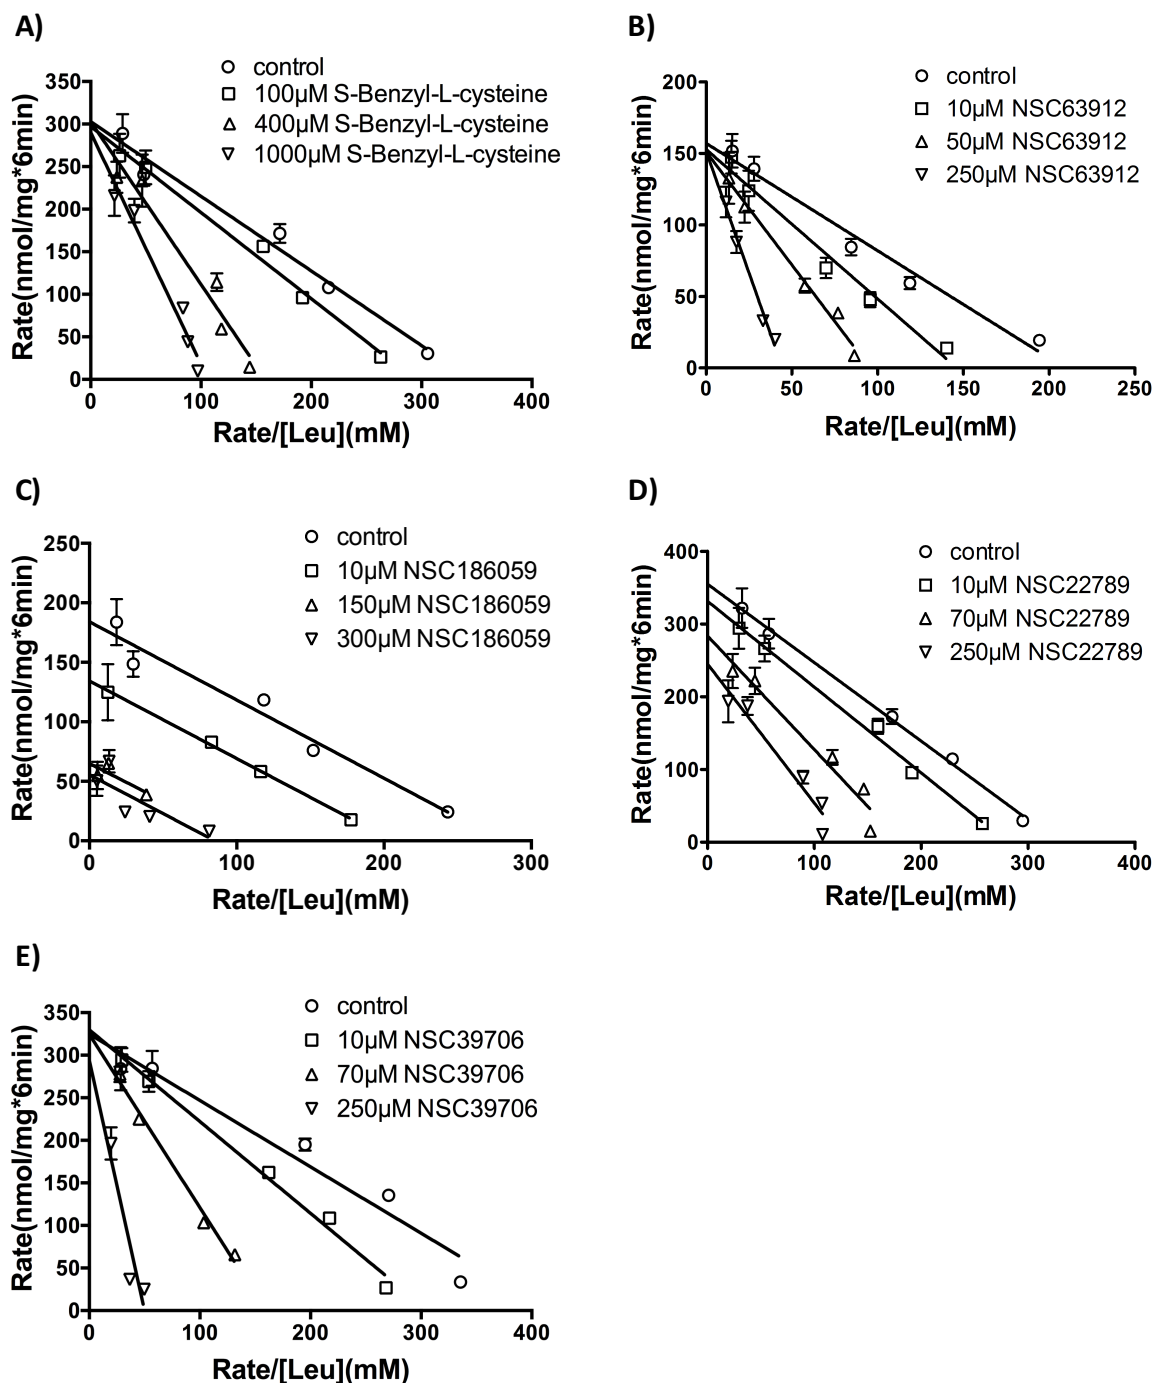 A)
control
100µM S-Benzyl-L-cysteine
400µM S-Benzyl-L-cysteine
1000µM S-Benzyl-L-cysteine
350
300
250
200
150
100
50
0
Rate(nmol/mg*6min)
0 100 200 300 400
Rate/[Leu](mM)
B)
control
10µM NSC63912
50µM NSC63912
250µM NSC63912
200
150
100
50
0
Rate(nmol/mg*6min)
0 50 100 150 200 250
Rate/[Leu](mM)
C)
control
10µM NSC186059
150µM NSC186059
300µM NSC186059
250
200
150
100
50
0
Rate(nmol/mg*6min)
0 100 200 300
Rate/[Leu](mM)
D)
control
10µM NSC22789
70µM NSC22789
250µM NSC22789
400
300
200
100
0
Rate(nmol/mg*6min)
0 100 200 300 400
Rate/[Leu](mM)
E)
control
10µM NSC39706
70µM NSC39706
250µM NSC39706
350
300
250
200
150
100
50
0
Rate(nmol/mg*6min)
0 100 200 300 400
Rate/[Leu](mM)